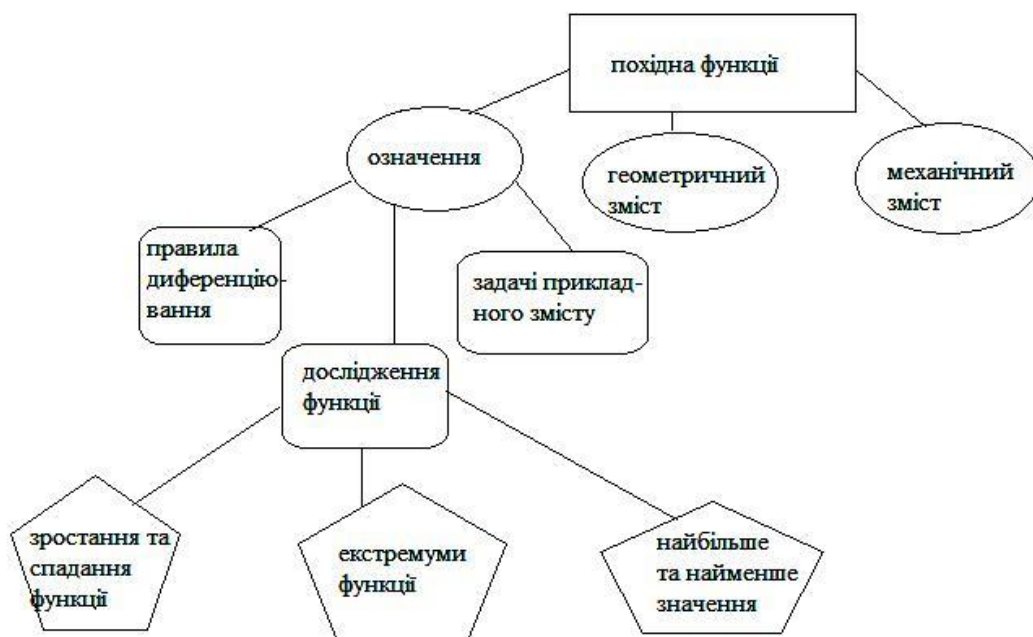 похідна функції
означення
геометричний
зміст
механічний
зміст
правила
диференцію-
вання
задачі приклад-
ного змісту
дослідження
функції
зростання та
спадання
функції
екстремуми
функції
найбільше
та найменше
значення